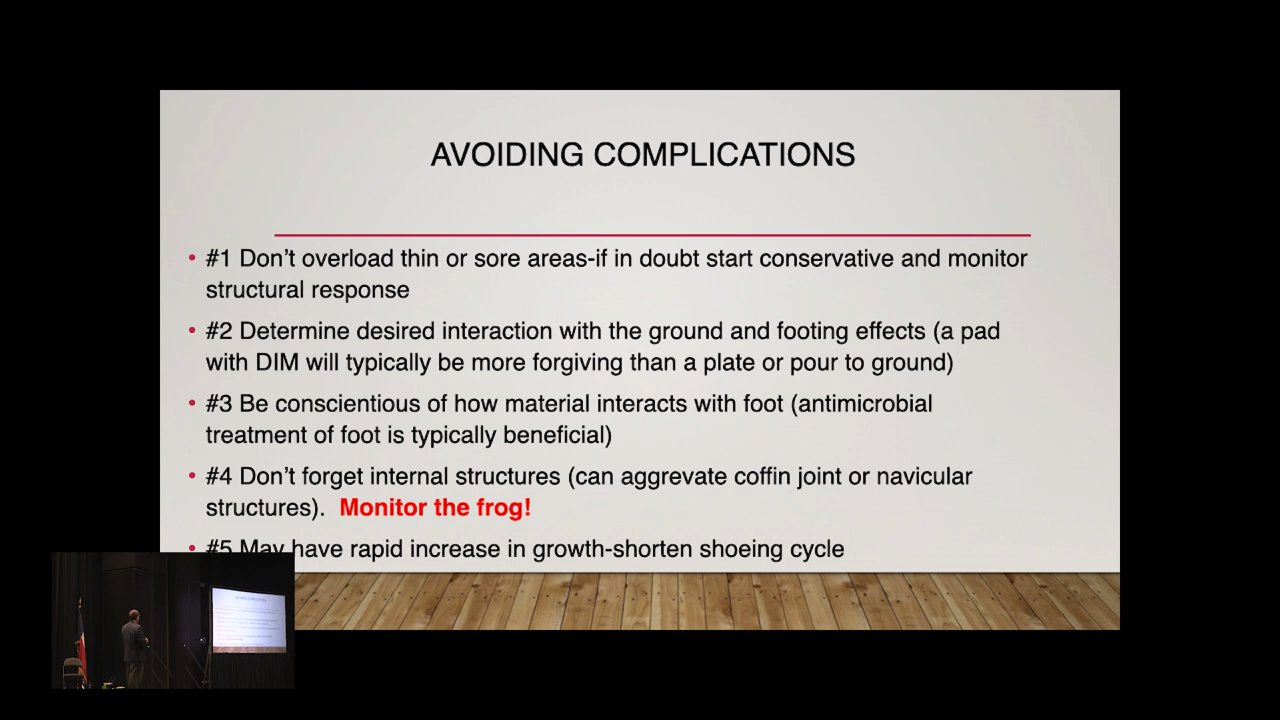 AVOIDING COMPLICATIONS
• #1 Don’t overload thin or sore areas-if in doubt start conservative and monitor
structural response
• #2 Determine desired interaction with the ground and footing effects (a pad
with DIM will typically be more forgiving than a plate or pour to ground)
• #3 Be conscientious of how material interacts with foot (antimicrobial
treatment of foot is typically beneficial)
• #4 Don’t forget internal structures (can aggrevate coffin joint or navicular
structures). Monitor the frog!
• #5 May have rapid increase in growth-shorten shoeing cycle